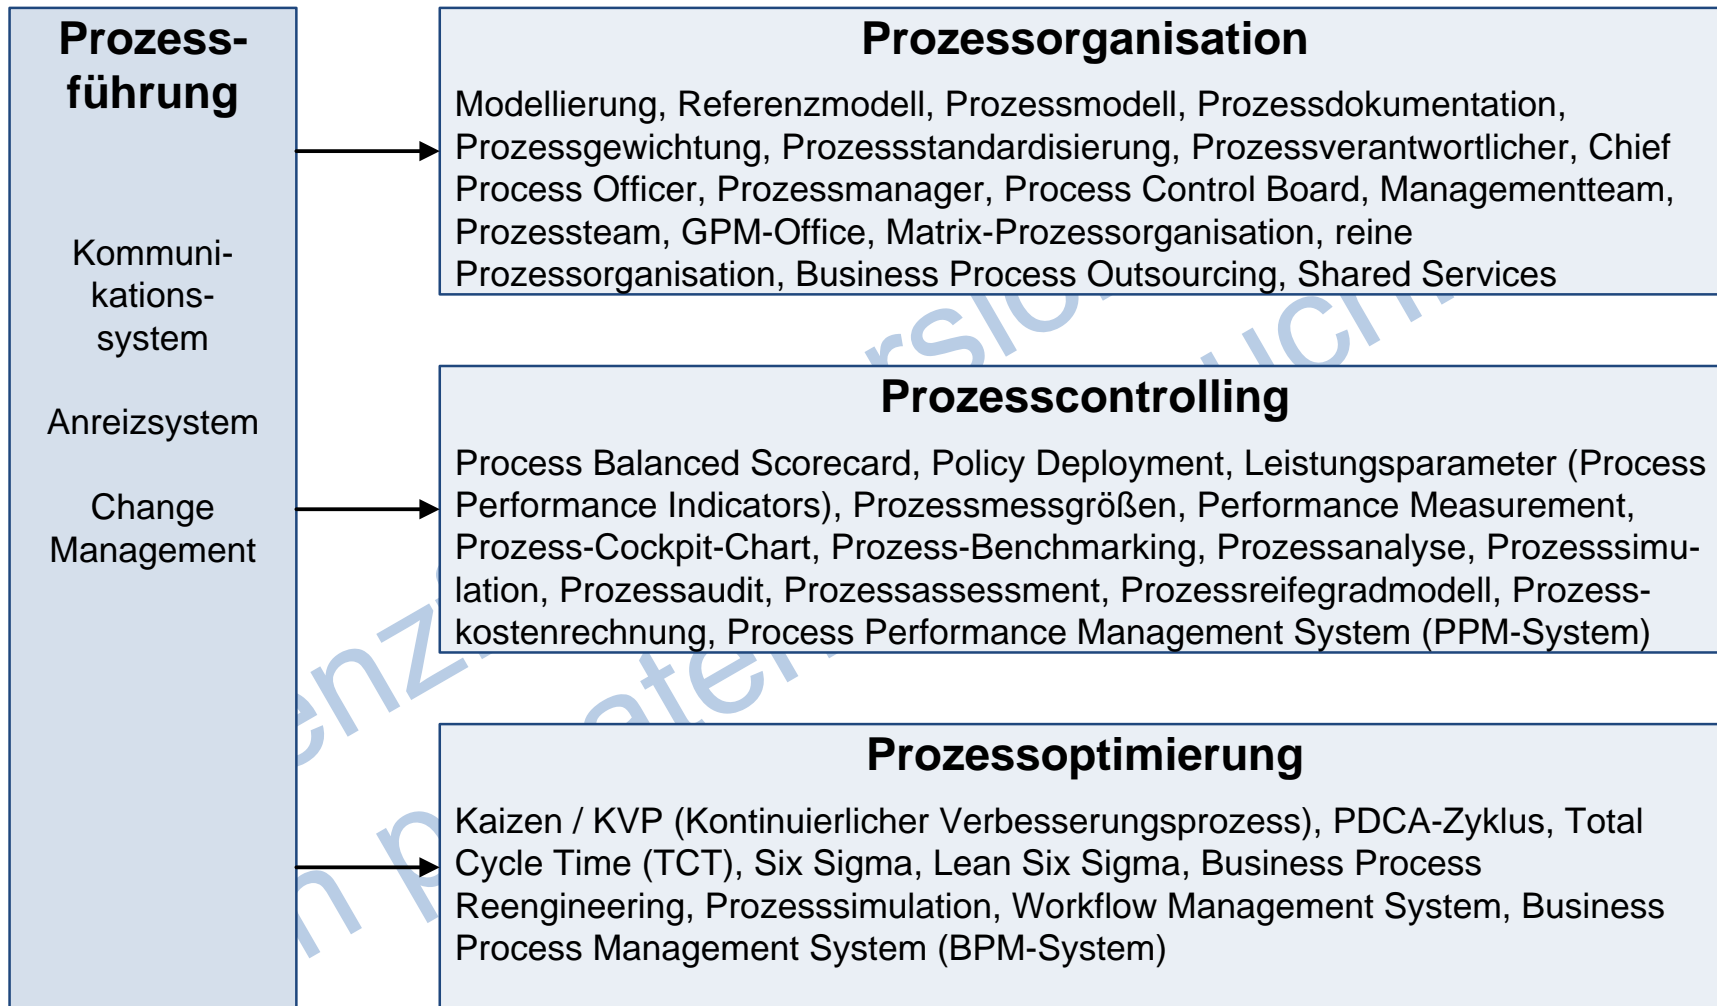 Prozess-
führung
Kommuni-
kations-
system
Anreizsystem
Change
Management
Prozessorganisation
Modellierung, Referenzmodell, Prozessmodell, Prozessdokumentation,
Prozessgewichtung, Prozessstandardisierung, Prozessverantwortlicher, Chief
Process Officer, Prozessmanager, Process Control Board, Managementteam,
Prozessteam, GPM-Office, Matrix-Prozessorganisation, reine
Prozessorganisation, Business Process Outsourcing, Shared Services
Prozesscontrolling
Process Balanced Scorecard, Policy Deployment, Leistungsparameter (Process
Performance Indicators), Prozessmessgrößen, Performance Measurement,
Prozess-Cockpit-Chart, Prozess-Benchmarking, Prozessanalyse, Prozesssimu-
lation, Prozessaudit, Prozessassessment, Prozessreifegradmodell, Prozess-
kostenrechnung, Process Performance Management System (PPM-System)
Prozessoptimierung
Kaizen / KVP (Kontinuierlicher Verbesserungsprozess), PDCA-Zyklus, Total
Cycle Time (TCT), Six Sigma, Lean Six Sigma, Business Process
Reengineering, Prozesssimulation, Workflow Management System, Business
Process Management System (BPM-System)